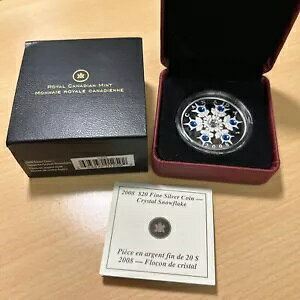 ROYAL CANADIAN MINT
MONNAIE ROYALE CANADIENNE
2008
2008 $20 Fine Silver Coin —
Crystal Snowflake
Pièce en argent fin de 20 $
2008 — Flocon de cristal